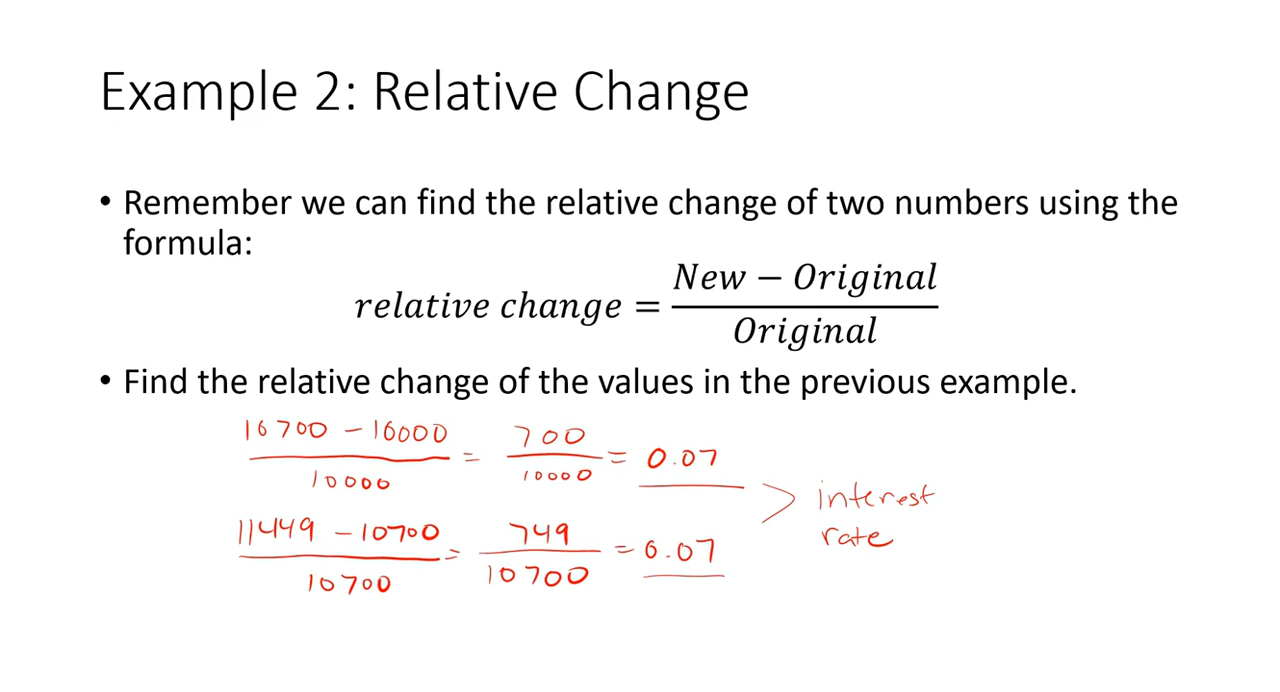 Example 2: Relative Change
• Remember we can find the relative change of two numbers using the
formula:
relative change = (New − Original) / Original
• Find the relative change of the values in the previous example.
(10700 − 10000) / 10000 = 700 / 10000 = 0.07
(11449 − 10700) / 10700 = 749 / 10700 = 0.07
> interest
rate